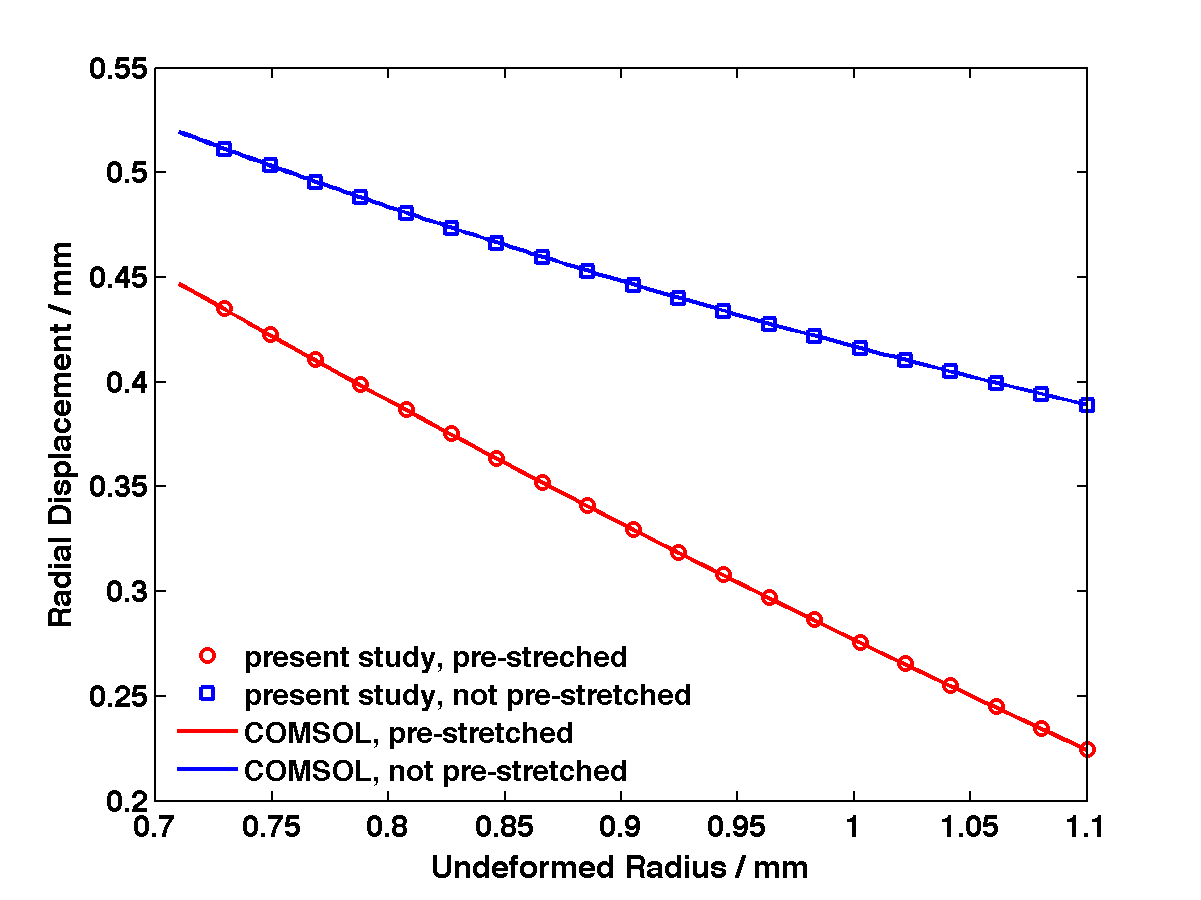 0.55
0.5
0.45
0.4
0.35
0.3
0.25
0.2
Radial Displacement / mm
present study, pre-streched
present study, not pre-stretched
COMSOL, pre-stretched
COMSOL, not pre-stretched
0.7 0.75 0.8 0.85 0.9 0.95 1 1.05 1.1
Undeformed Radius / mm